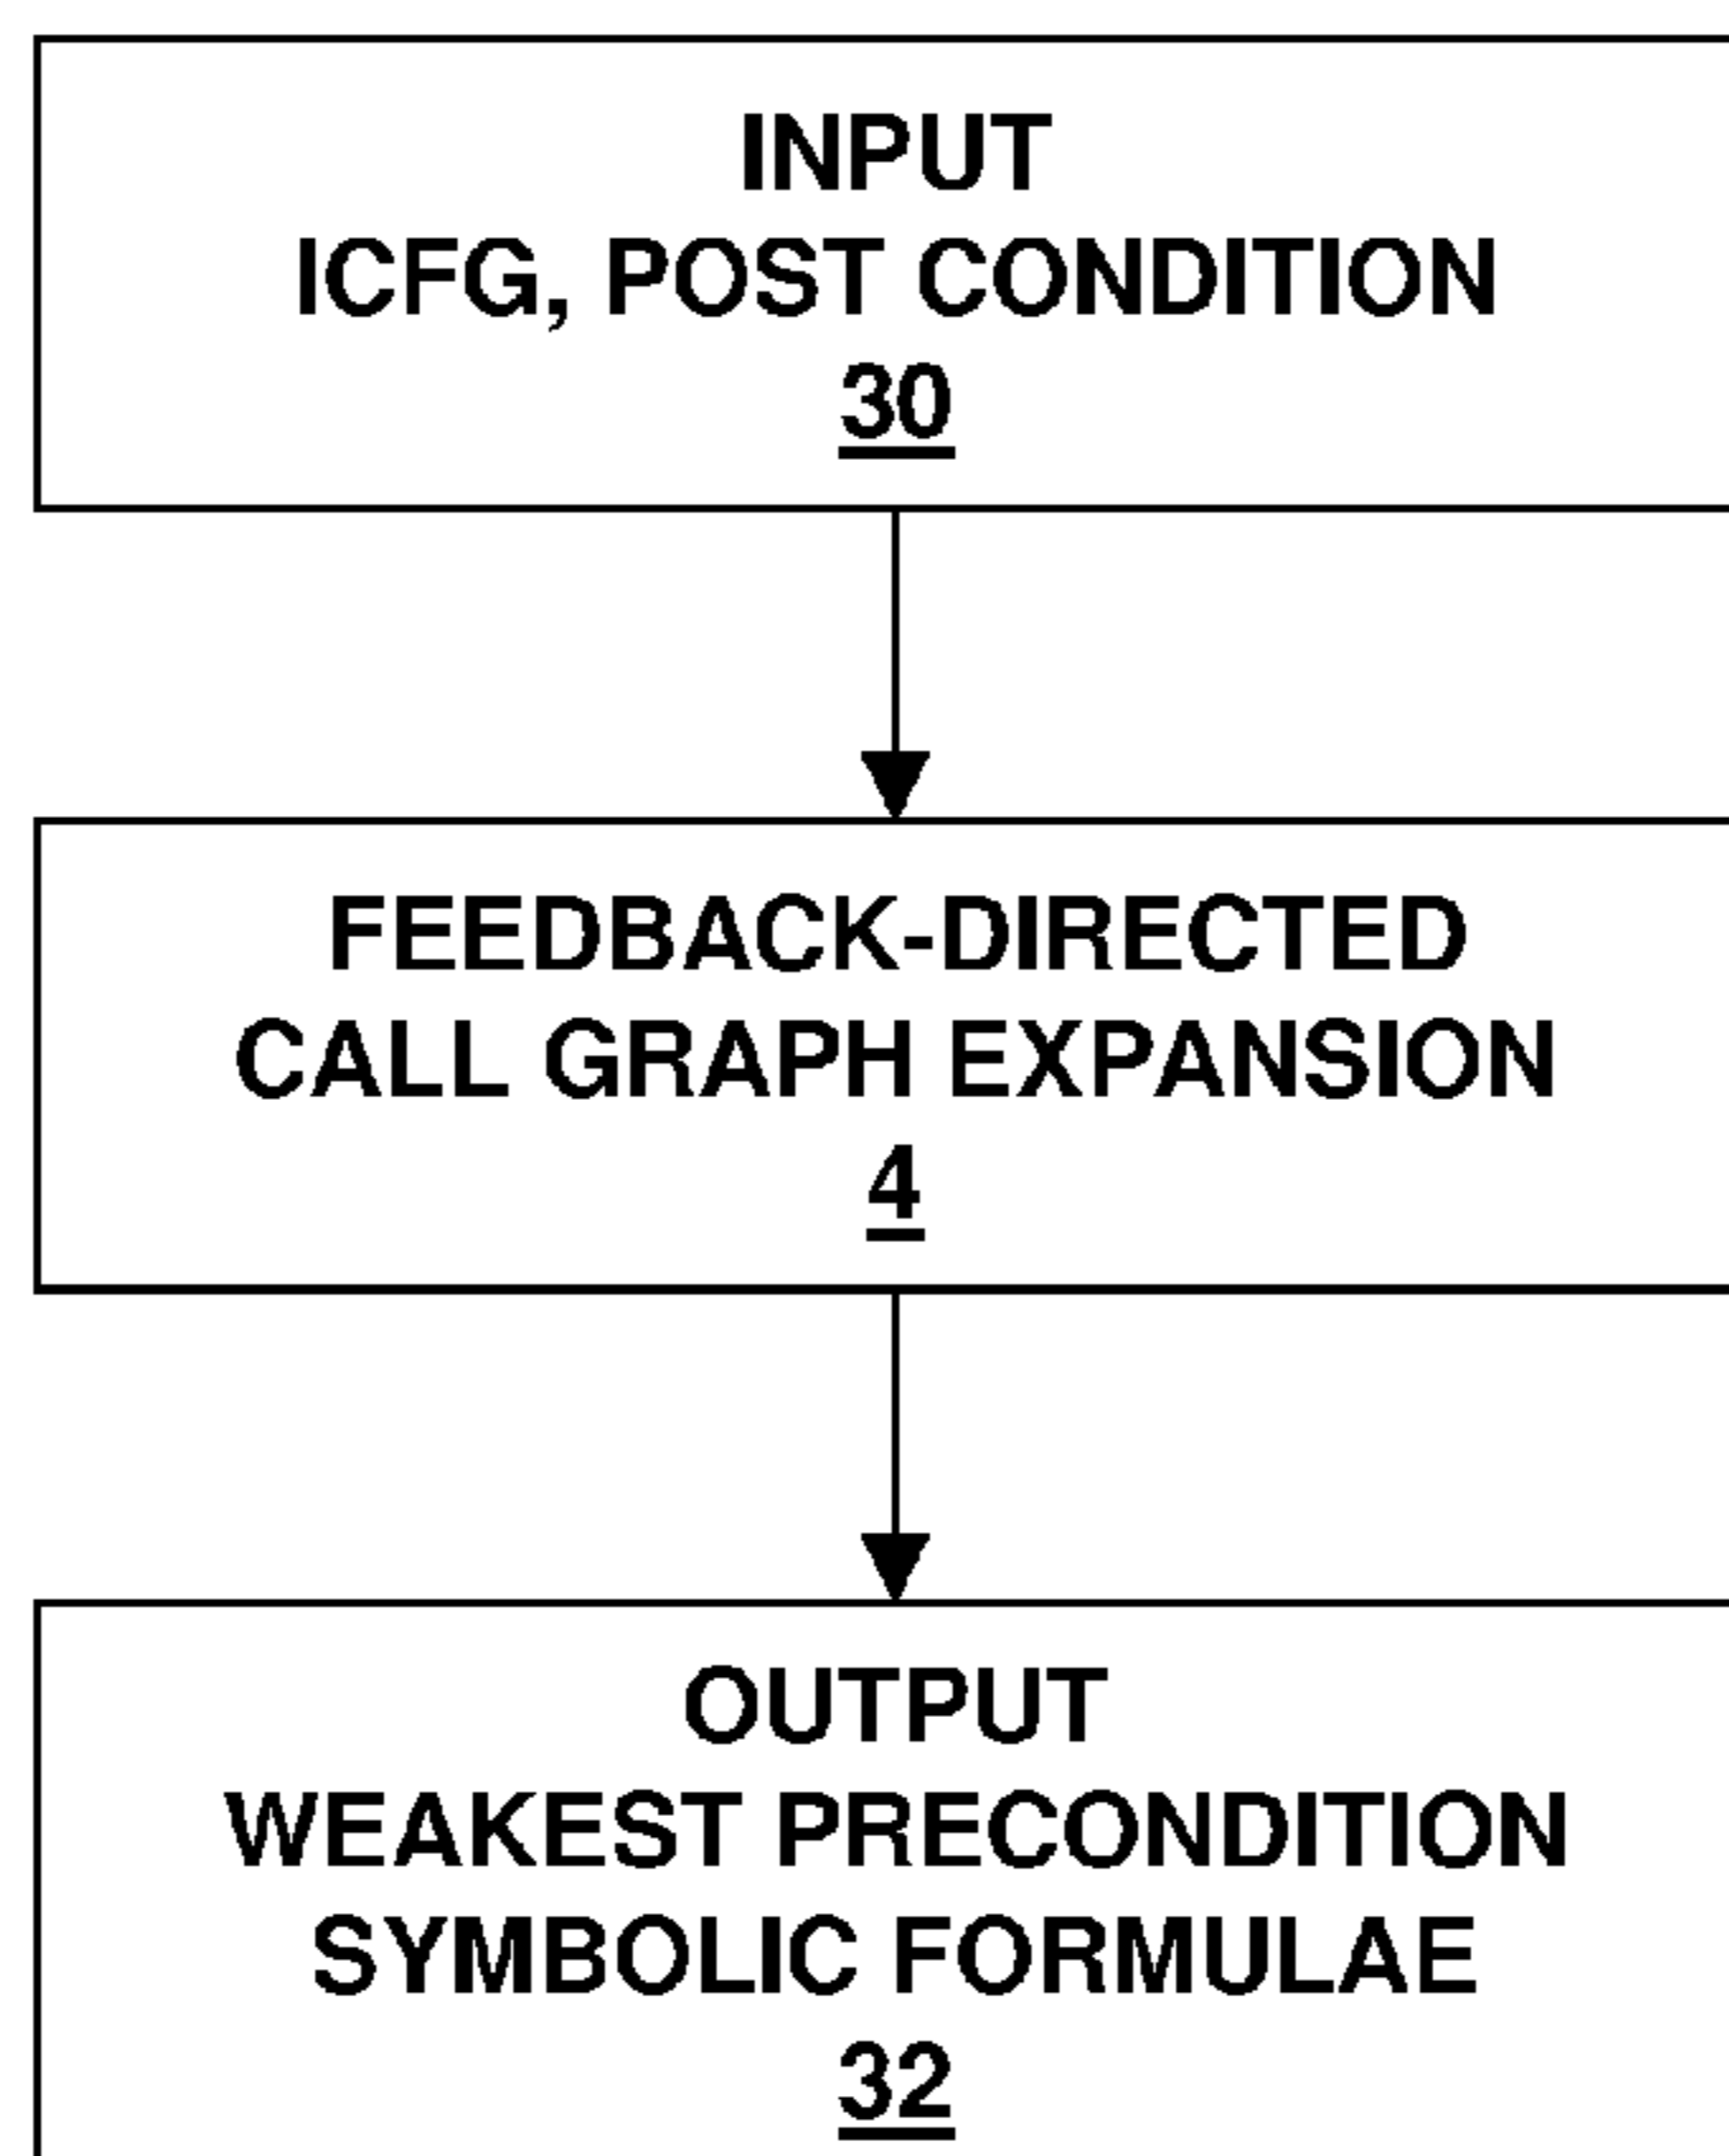 INPUT
ICFG, POST CONDITION
30
FEEDBACK-DIRECTED
CALL GRAPH EXPANSION
4
OUTPUT
WEAKEST PRECONDITION
SYMBOLIC FORMULAE
32